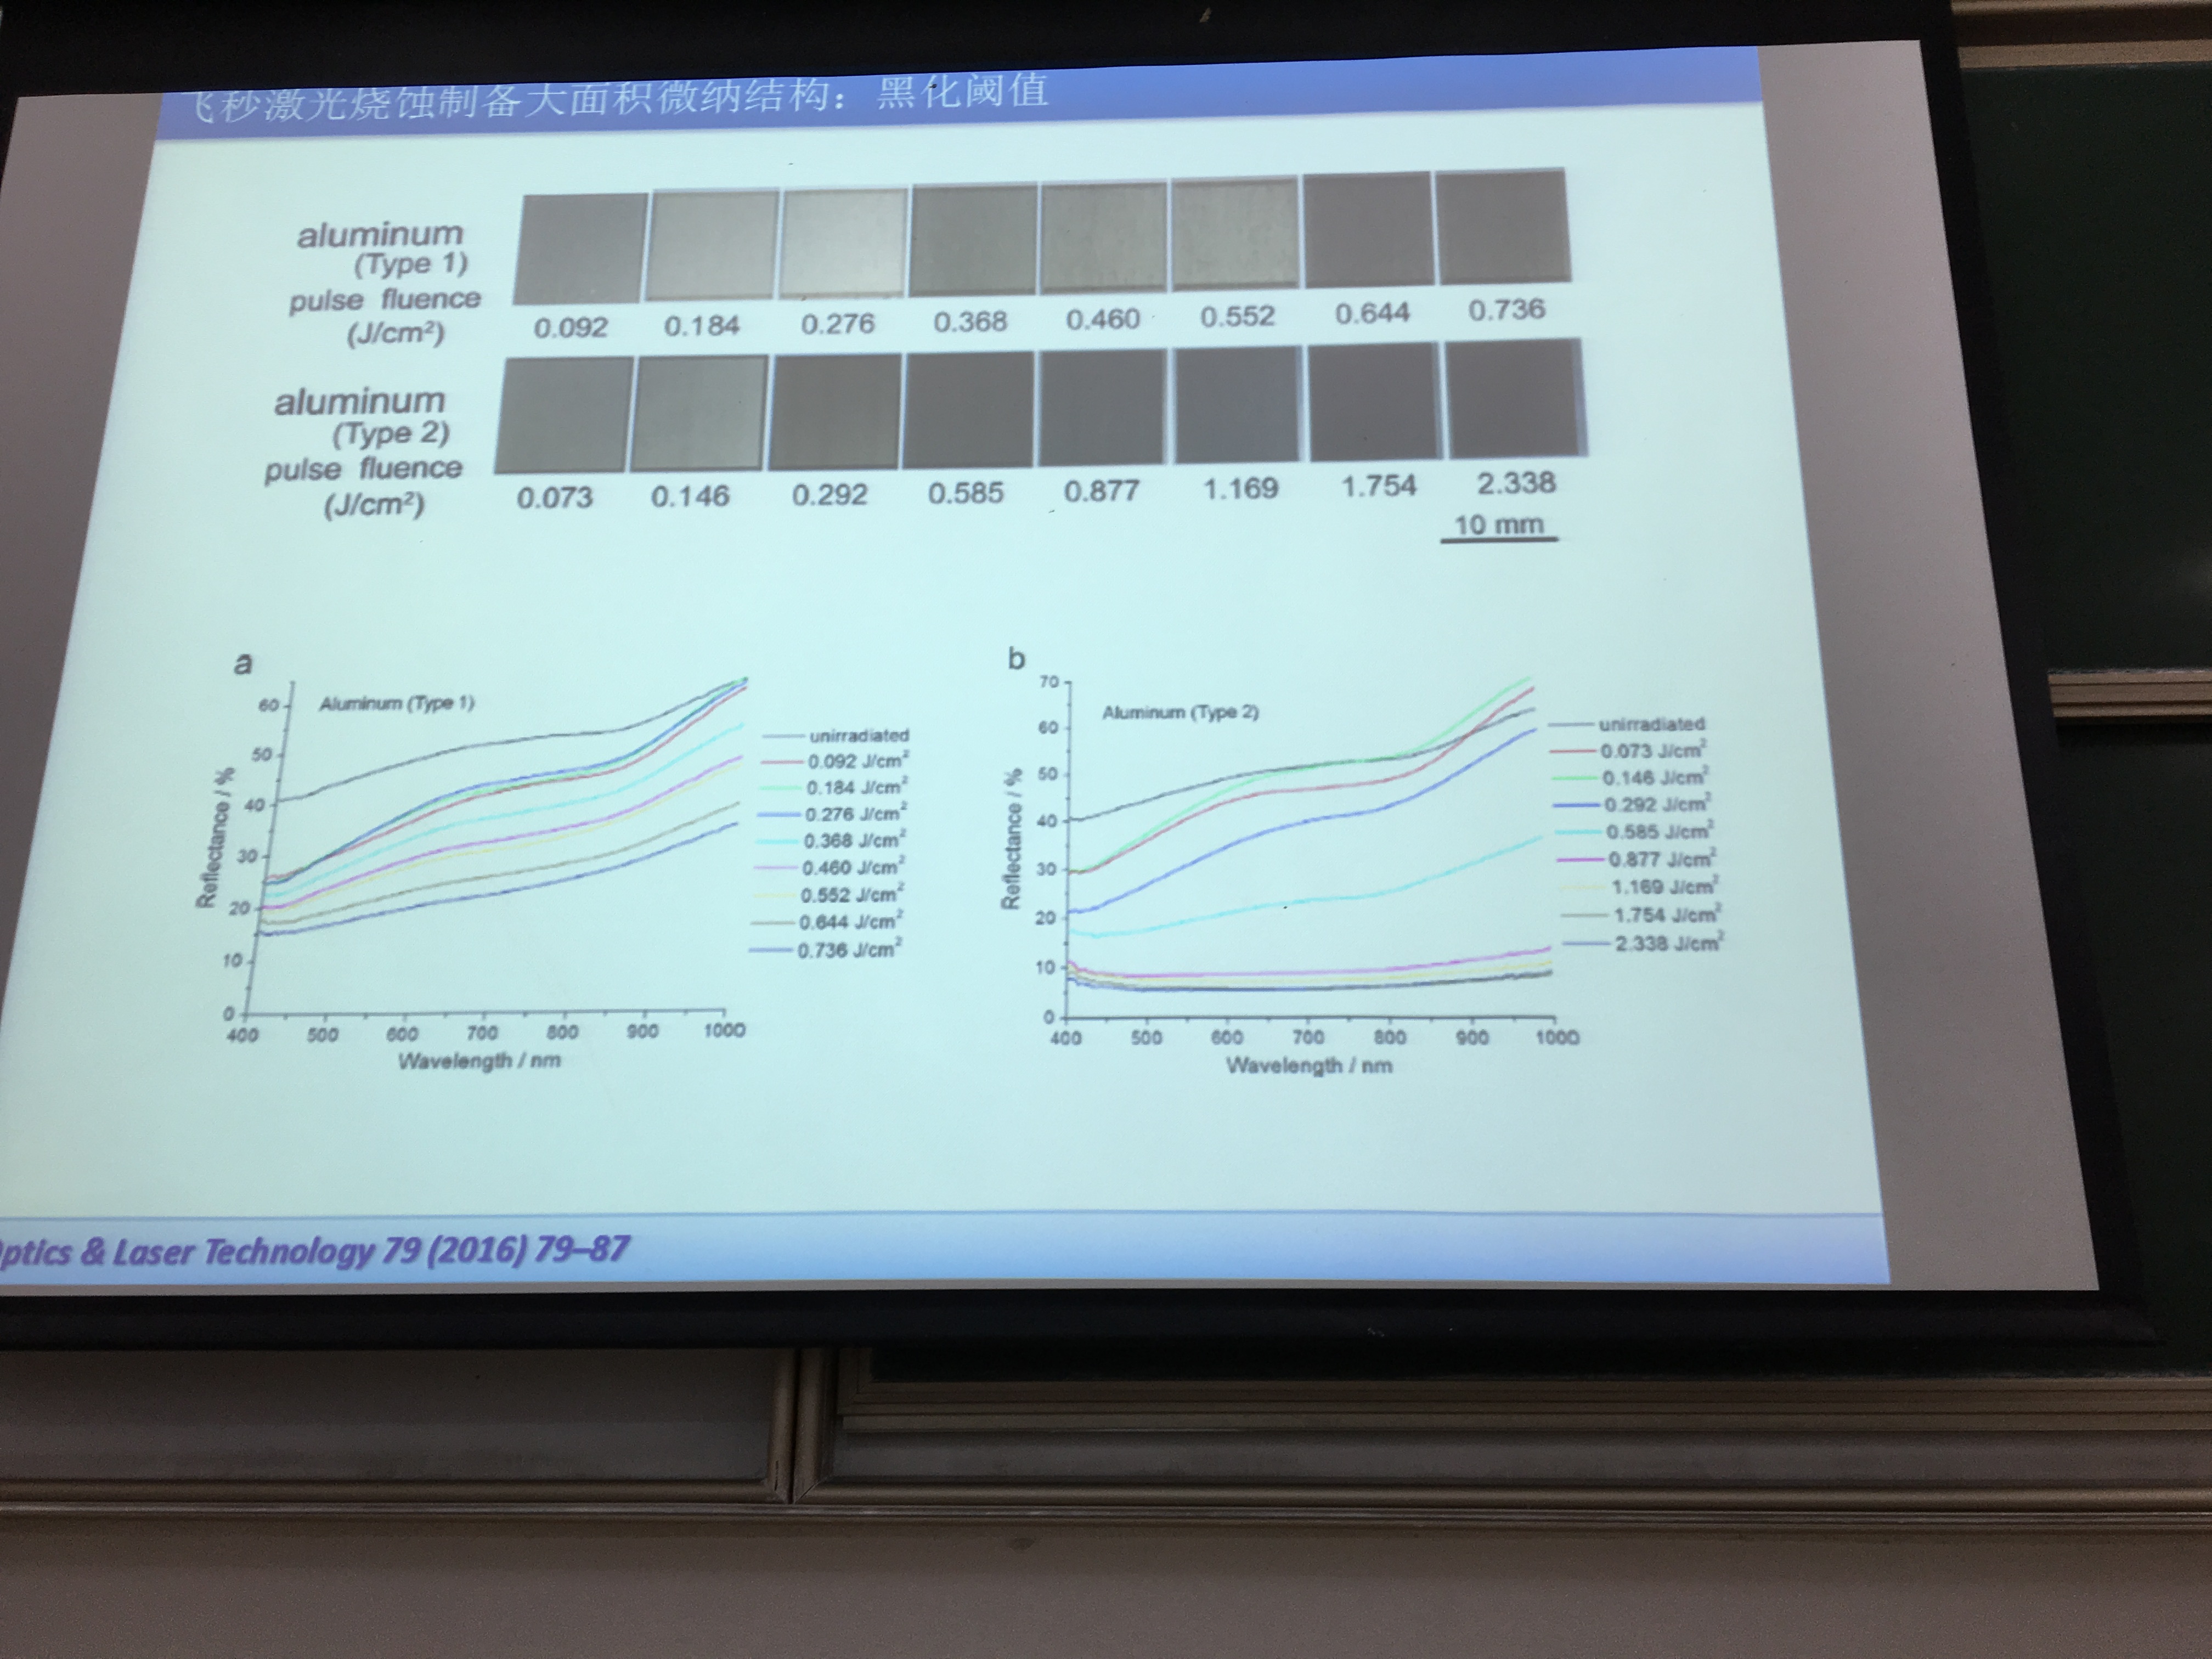 飞秒激光烧蚀制备大面积微纳结构：黑化阈值
aluminum
(Type 1)
pulse fluence
(J/cm²)
0.092 0.184 0.276 0.368 0.460 0.552 0.644 0.736
aluminum
(Type 2)
pulse fluence
(J/cm²)
0.073 0.146 0.292 0.585 0.877 1.169 1.754 2.338
10 mm
a
Aluminum (Type 1)
Reflectance / %
60
50
40
30
20
10
0
400 500 600 700 800 900 1000
Wavelength / nm
unirradiated
0.092 J/cm²
0.184 J/cm²
0.276 J/cm²
0.368 J/cm²
0.460 J/cm²
0.552 J/cm²
0.644 J/cm²
0.736 J/cm²
b
Aluminum (Type 2)
Reflectance / %
70
60
50
40
30
20
10
0
400 500 600 700 800 900 1000
Wavelength / nm
unirradiated
0.073 J/cm²
0.146 J/cm²
0.292 J/cm²
0.585 J/cm²
0.877 J/cm²
1.169 J/cm²
1.754 J/cm²
2.338 J/cm²
ptics & Laser Technology 79 (2016) 79–87